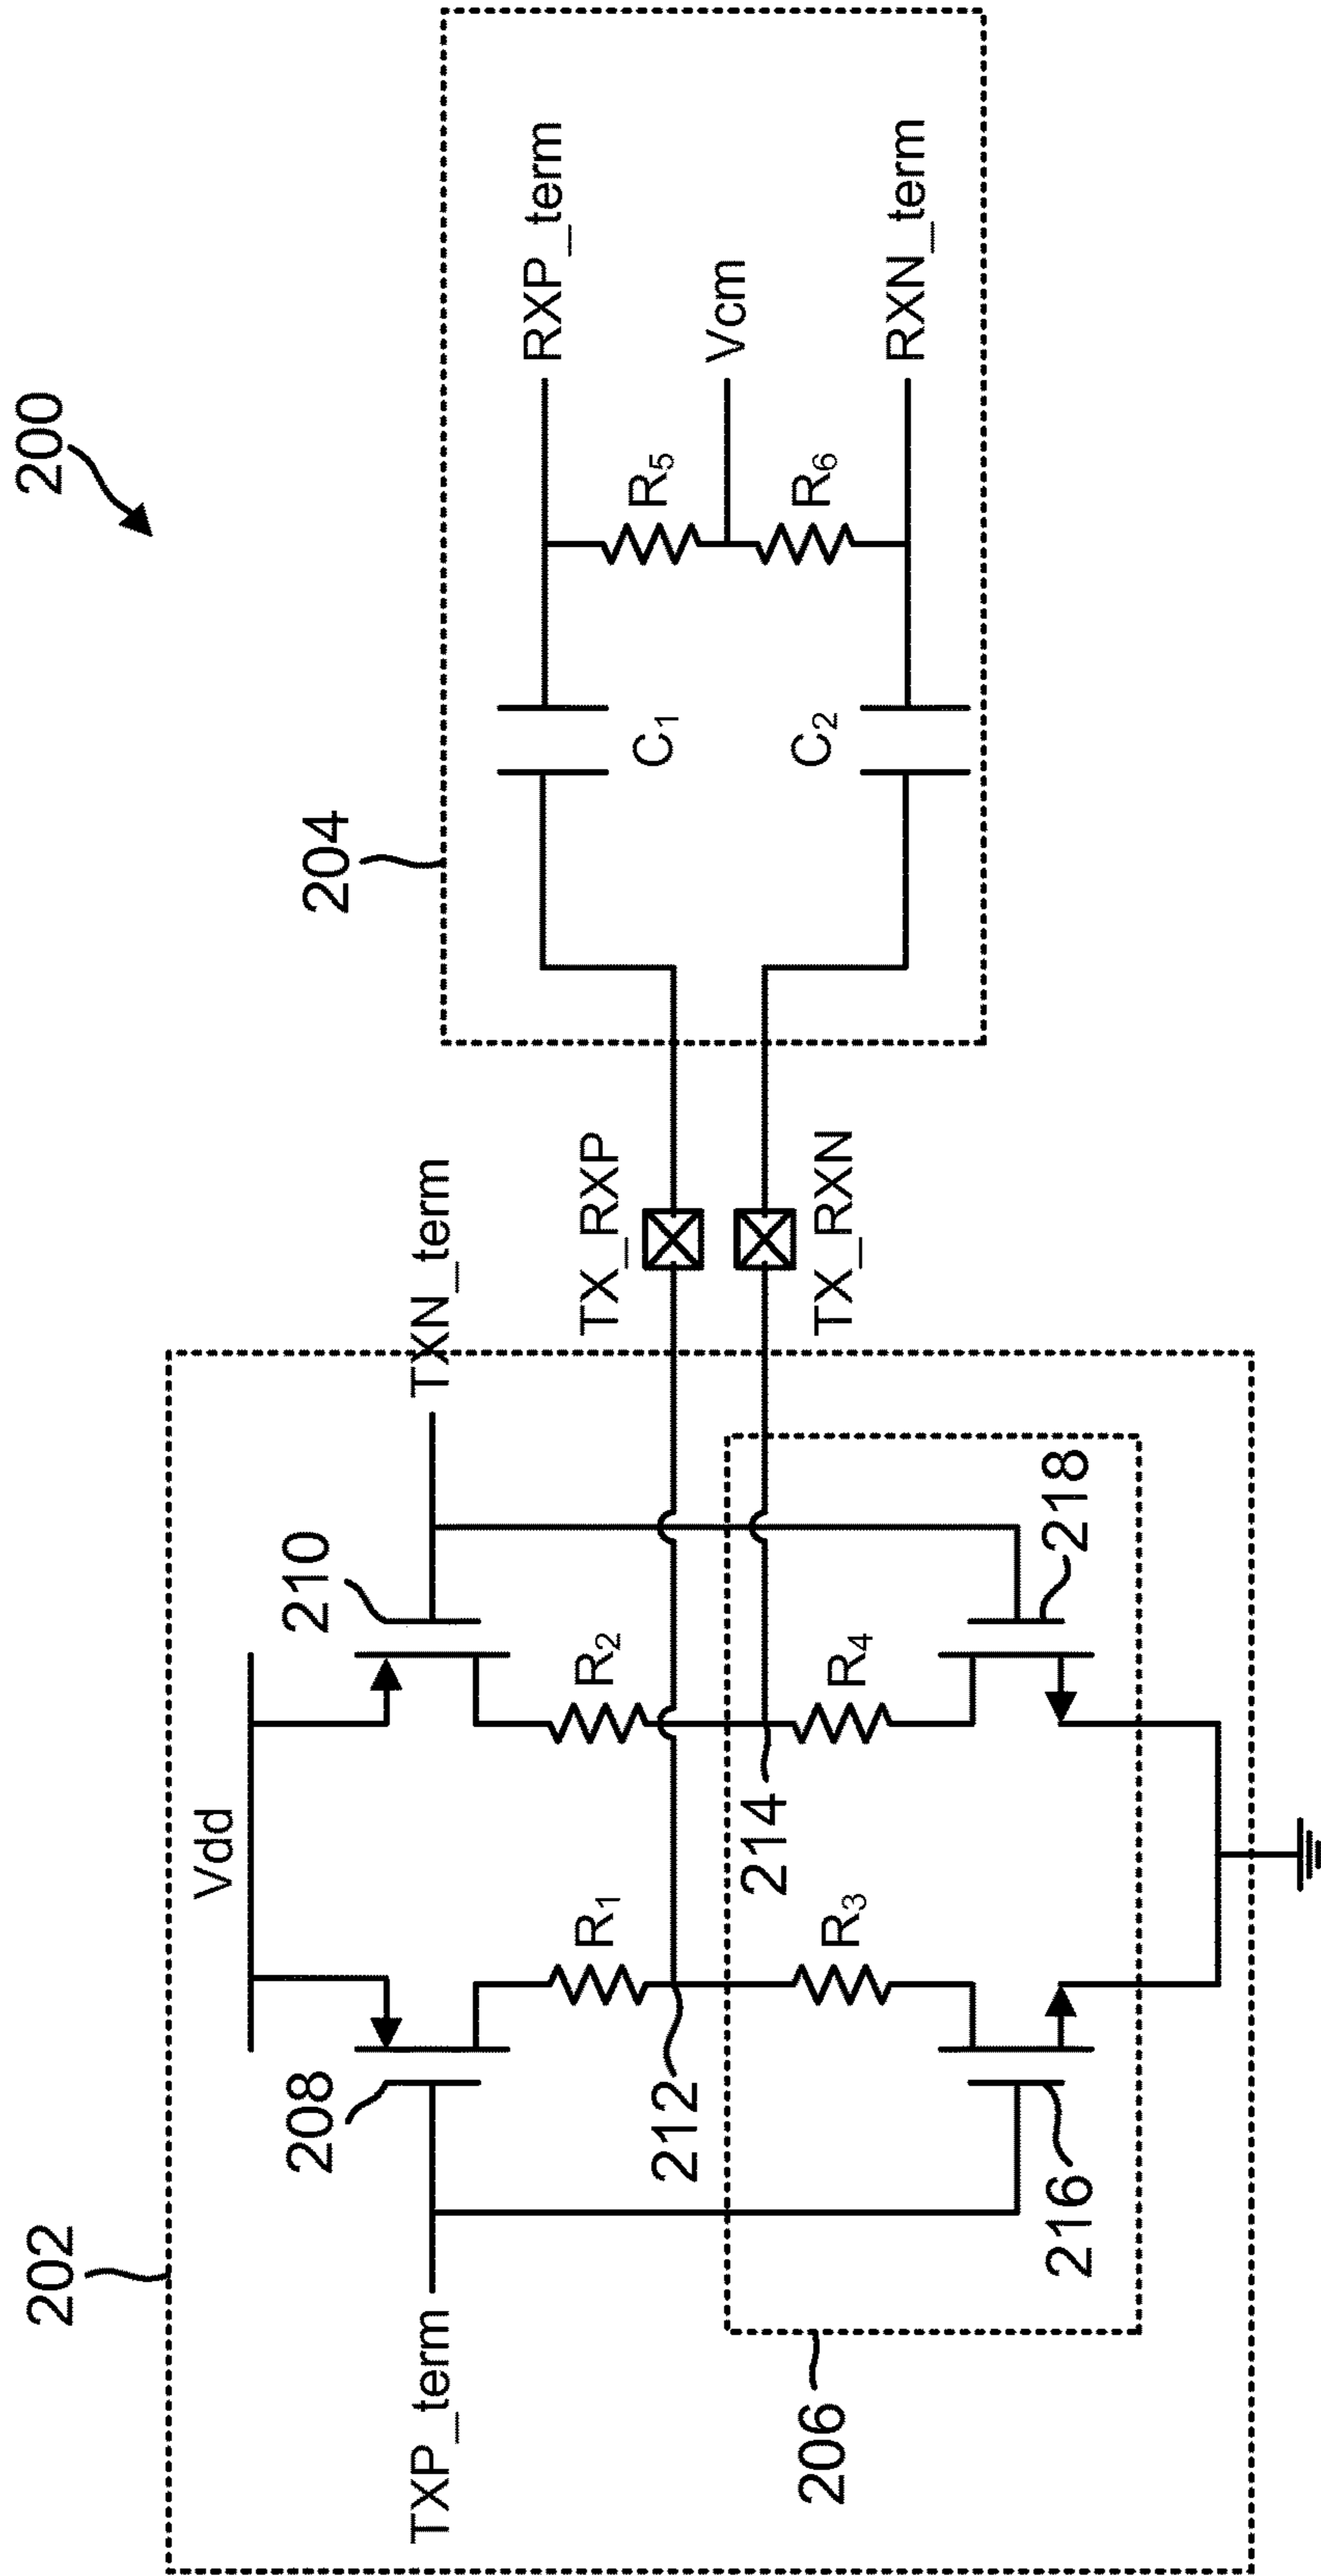 200
202
204
Vdd
208
210
TXP_term
TXN_term
RXP_term
R1
R2
C1
R5
212
TX_RXP
Vcm
214
TX_RXN
C2
R6
R3
R4
RXN_term
206
216
218